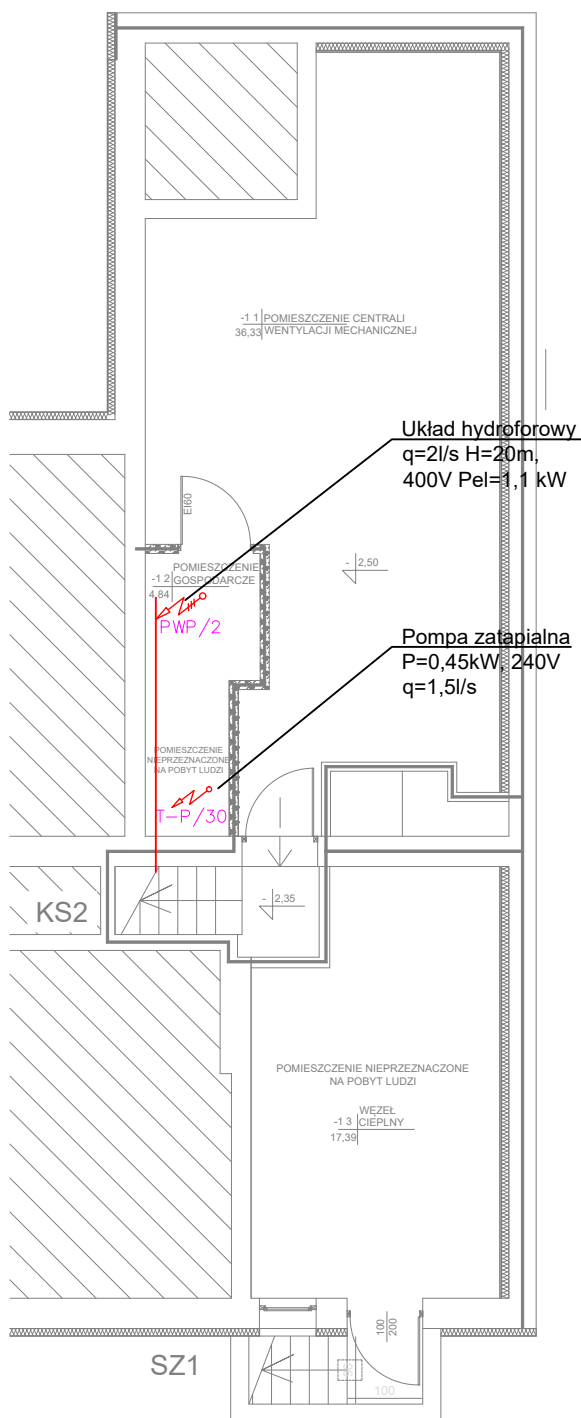 -1 1 POMIESZCZENIE CENTRALI
36,33 WENTYLACJI MECHANICZNEJ
Układ hydroforowy
q=2l/s H=20m,
400V Pel=1,1 kW
EI60
POMIESZCZENIE
-1 2 GOSPODARCZE
4,84
- 2,50
PWP/2
Pompa zatapialna
P=0,45kW, 240V
q=1,5l/s
POMIESZCZENIE
NIEPRZEZNACZONE
NA POBYT LUDZI
T-P/30
KS2
- 2,35
POMIESZCZENIE NIEPRZEZNACZONE
NA POBYT LUDZI
WĘZEŁ
-1 3 CIEPLNY
17,39
100
200
SZ1
100